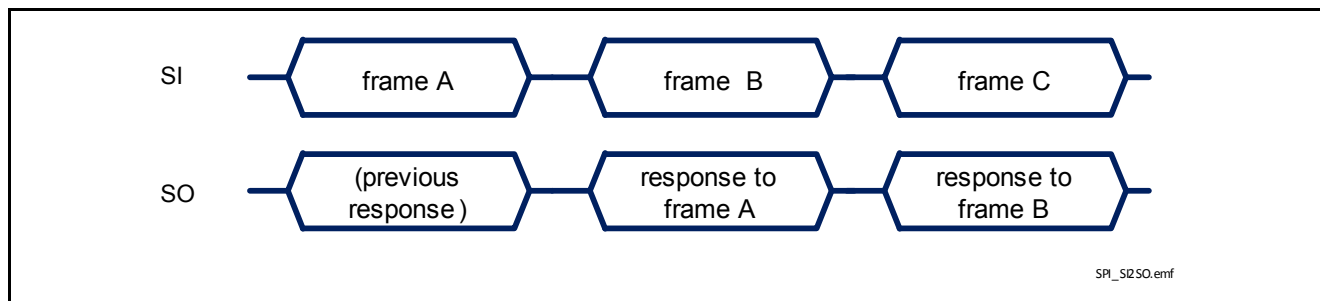 SI
frame A
frame B
frame C
SO
(previous
response)
response to
frame A
response to
frame B
SPI_SI2SO.emf